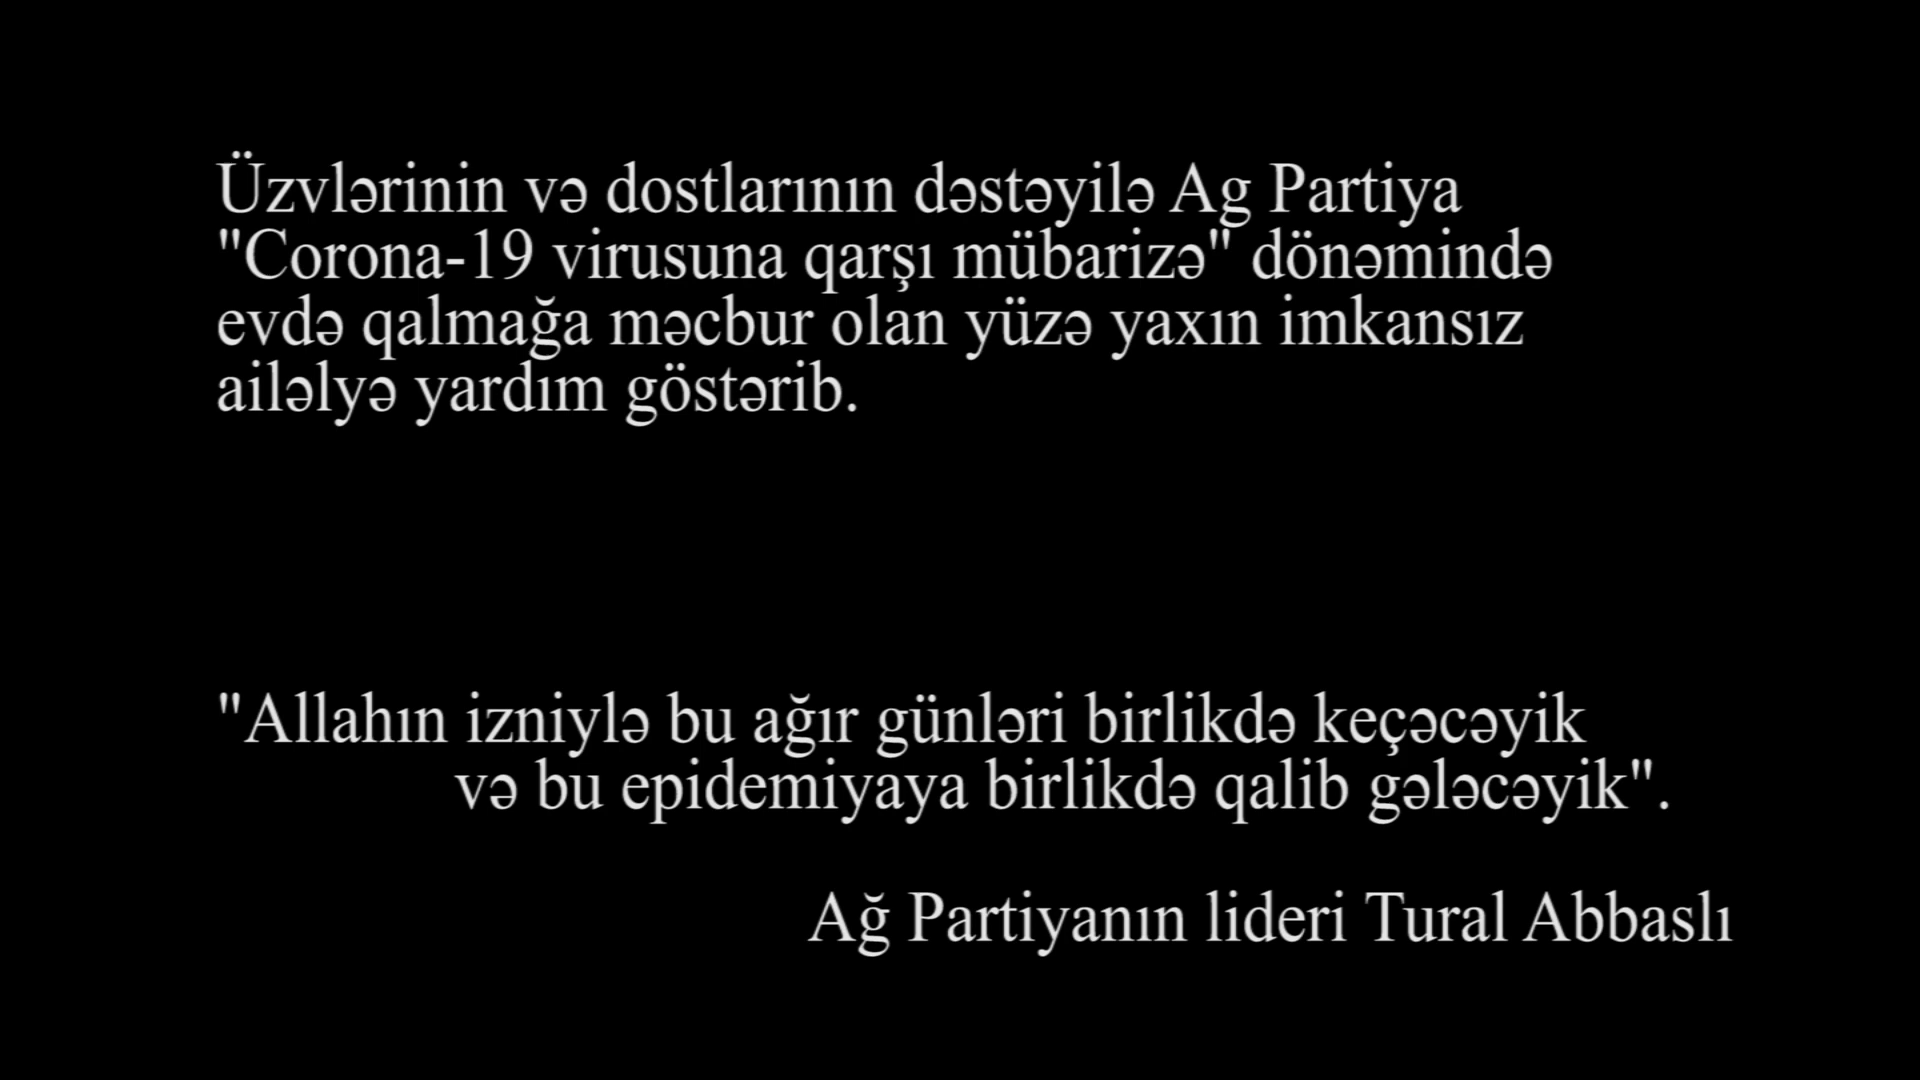 Üzvlərinin və dostlarının dəstəyilə Ag Partiya
"Corona-19 virusuna qarşı mübarizə" dönəmində
evdə qalmağa məcbur olan yüzə yaxın imkansız
ailəlyə yardım göstərib.
"Allahın izniylə bu ağır günləri birlikdə keçəcəyik
və bu epidemiyaya birlikdə qalib gələcəyik".
Ağ Partiyanın lideri Tural Abbaslı